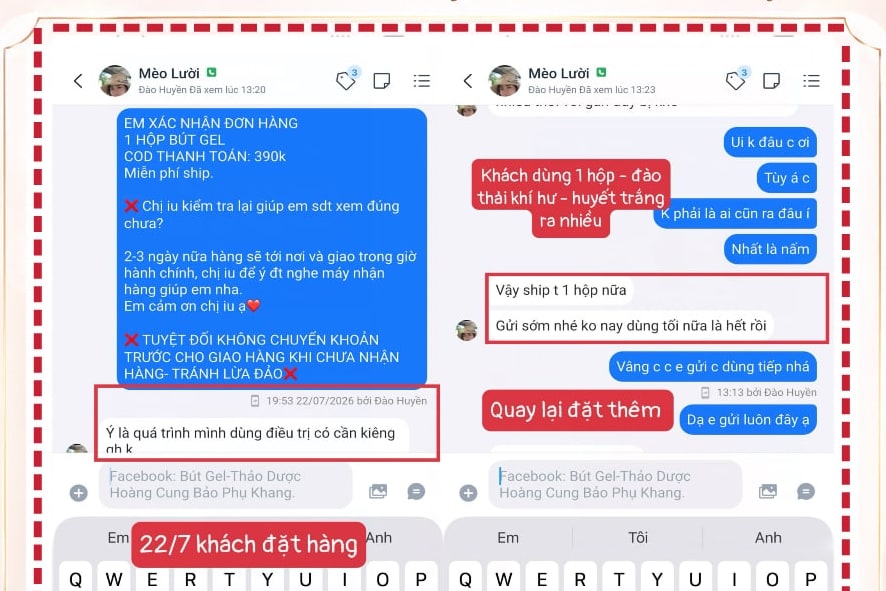 Mèo Lười
Đào Huyền Đã xem lúc 13:20
3
EM XÁC NHẬN ĐƠN HÀNG
1 HỘP BÚT GEL
COD THANH TOÁN: 390k
Miễn phí ship.
❌ Chị iu kiểm tra lại giúp em sdt xem đúng
chưa?
2-3 ngày nữa hàng sẽ tới nơi và giao trong giờ
hành chính, chị iu để ý đt nghe máy nhận
hàng giúp em nha.
Em cảm ơn chị iu ạ❤️
❌ TUYỆT ĐỐI KHÔNG CHUYỂN KHOẢN
TRƯỚC CHO GIAO HÀNG KHI CHƯA NHẬN
HÀNG- TRÁNH LỪA ĐẢO❌
19:53 22/07/2026 bởi Đào Huyền
Ý là quá trình mình dùng điều trị có cần kiêng
gh k
Facebook: Bút Gel-Thảo Dược
Hoàng Cung Bảo Phụ Khang.
Em
Anh
22/7 khách đặt hàng
Q W E R T Y U I O P
Mèo Lười
Đào Huyền Đã xem lúc 13:23
3
Ui k đâu c ơi
Tùy á c
K phải là ai cũn ra đâu í
Nhất là nấm
Khách dùng 1 hộp - đào
thải khí hư - huyết trắng
ra nhiều
Vậy ship t 1 hộp nữa
Gửi sớm nhé ko nay dùng tối nữa là hết rồi
Vâng c c e gửi c dùng tiếp nhá
13:13 bởi Đào Huyền
Quay lại đặt thêm
Dạ e gửi luôn đây ạ
Facebook: Bút Gel-Thảo Dược
Hoàng Cung Bảo Phụ Khang.
Em
Tôi
Anh
Q W E R T Y U I O P